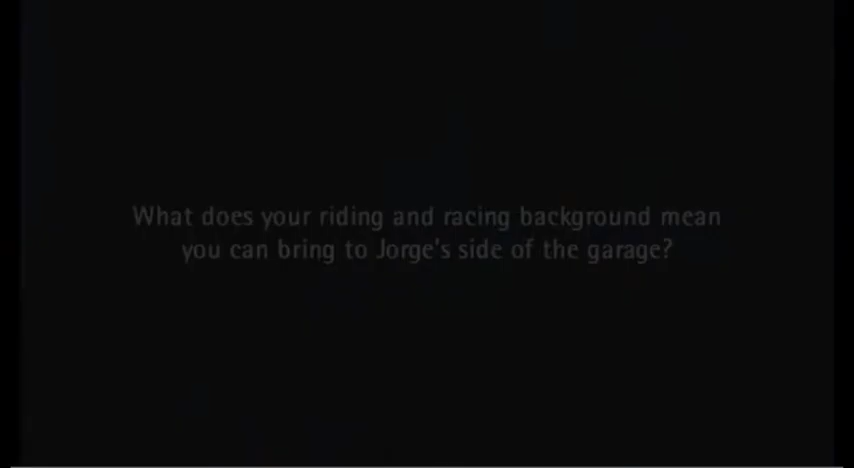 What does your riding and racing background mean
you can bring to Jorge's side of the garage?